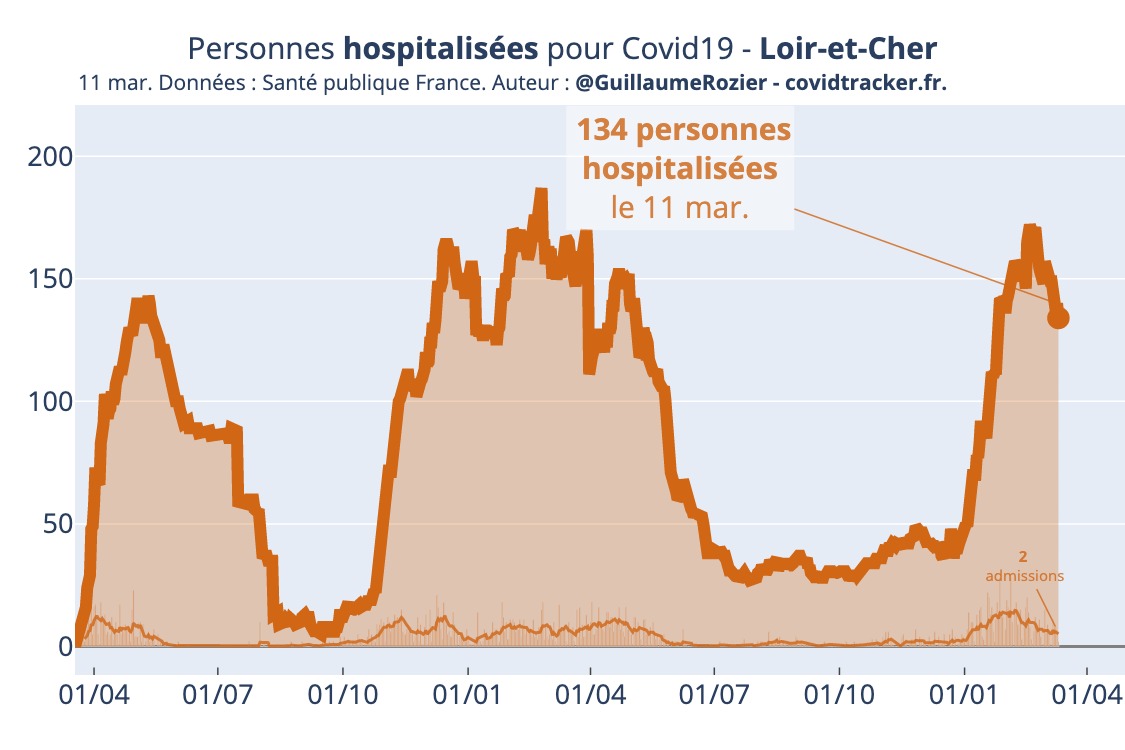 Personnes hospitalisées pour Covid19 - Loir-et-Cher
11 mar. Données : Santé publique France. Auteur : @GuillaumeRozier - covidtracker.fr.
134 personnes
hospitalisées
le 11 mar.
200
150
100
50
0
2
admissions
01/04
01/07
01/10
01/01
01/04
01/07
01/10
01/01
01/04